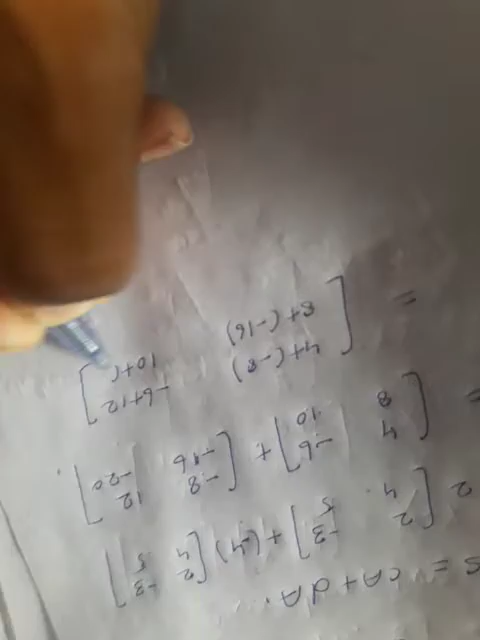 S = CA + dA.
2 [ 2 -3 ] + (-4) [ 2 -3 ]
[ 4 5 ] [ 4 5 ]
= [ 4 -6 ] + [ -8 12 ]
[ 8 10 ] [ -16 -20 ]
= [ 4+(-8) -6+12 ]
[ 8+(-16) 10+(